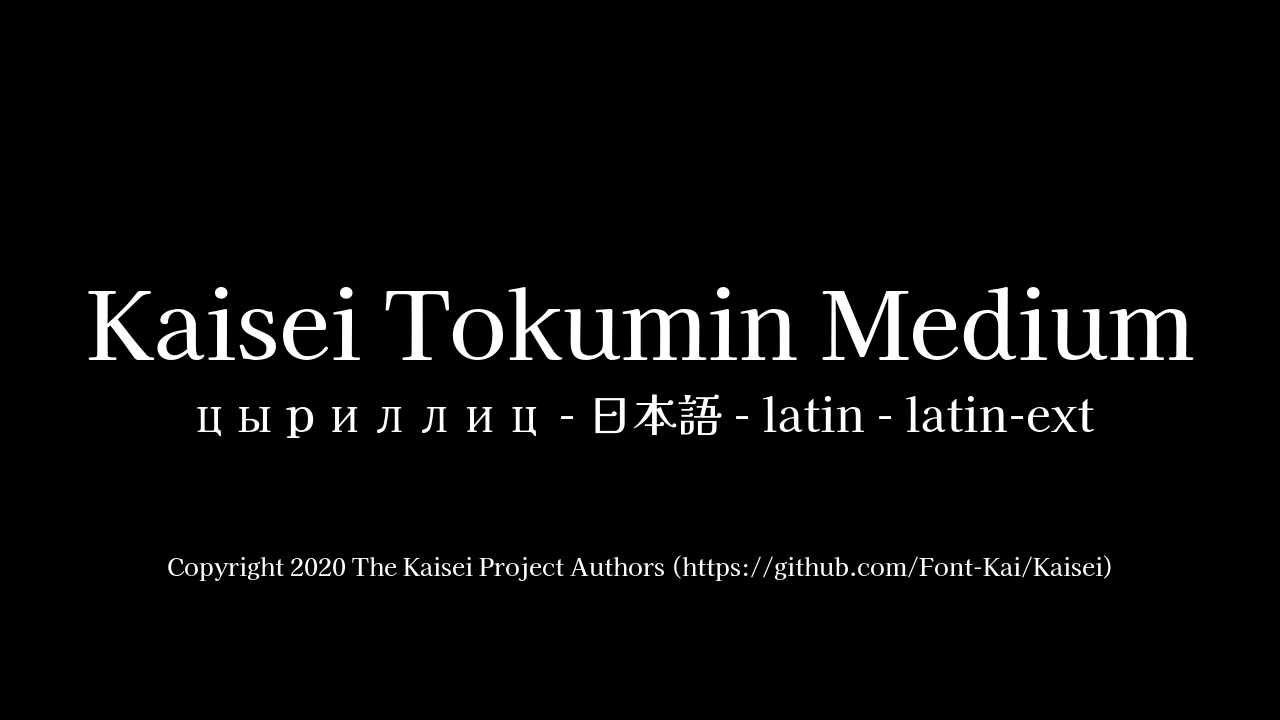 Kaisei Tokumin Medium
цыриллиц - 日本語 - latin - latin-ext
Copyright 2020 The Kaisei Project Authors (https://github.com/Font-Kai/Kaisei)